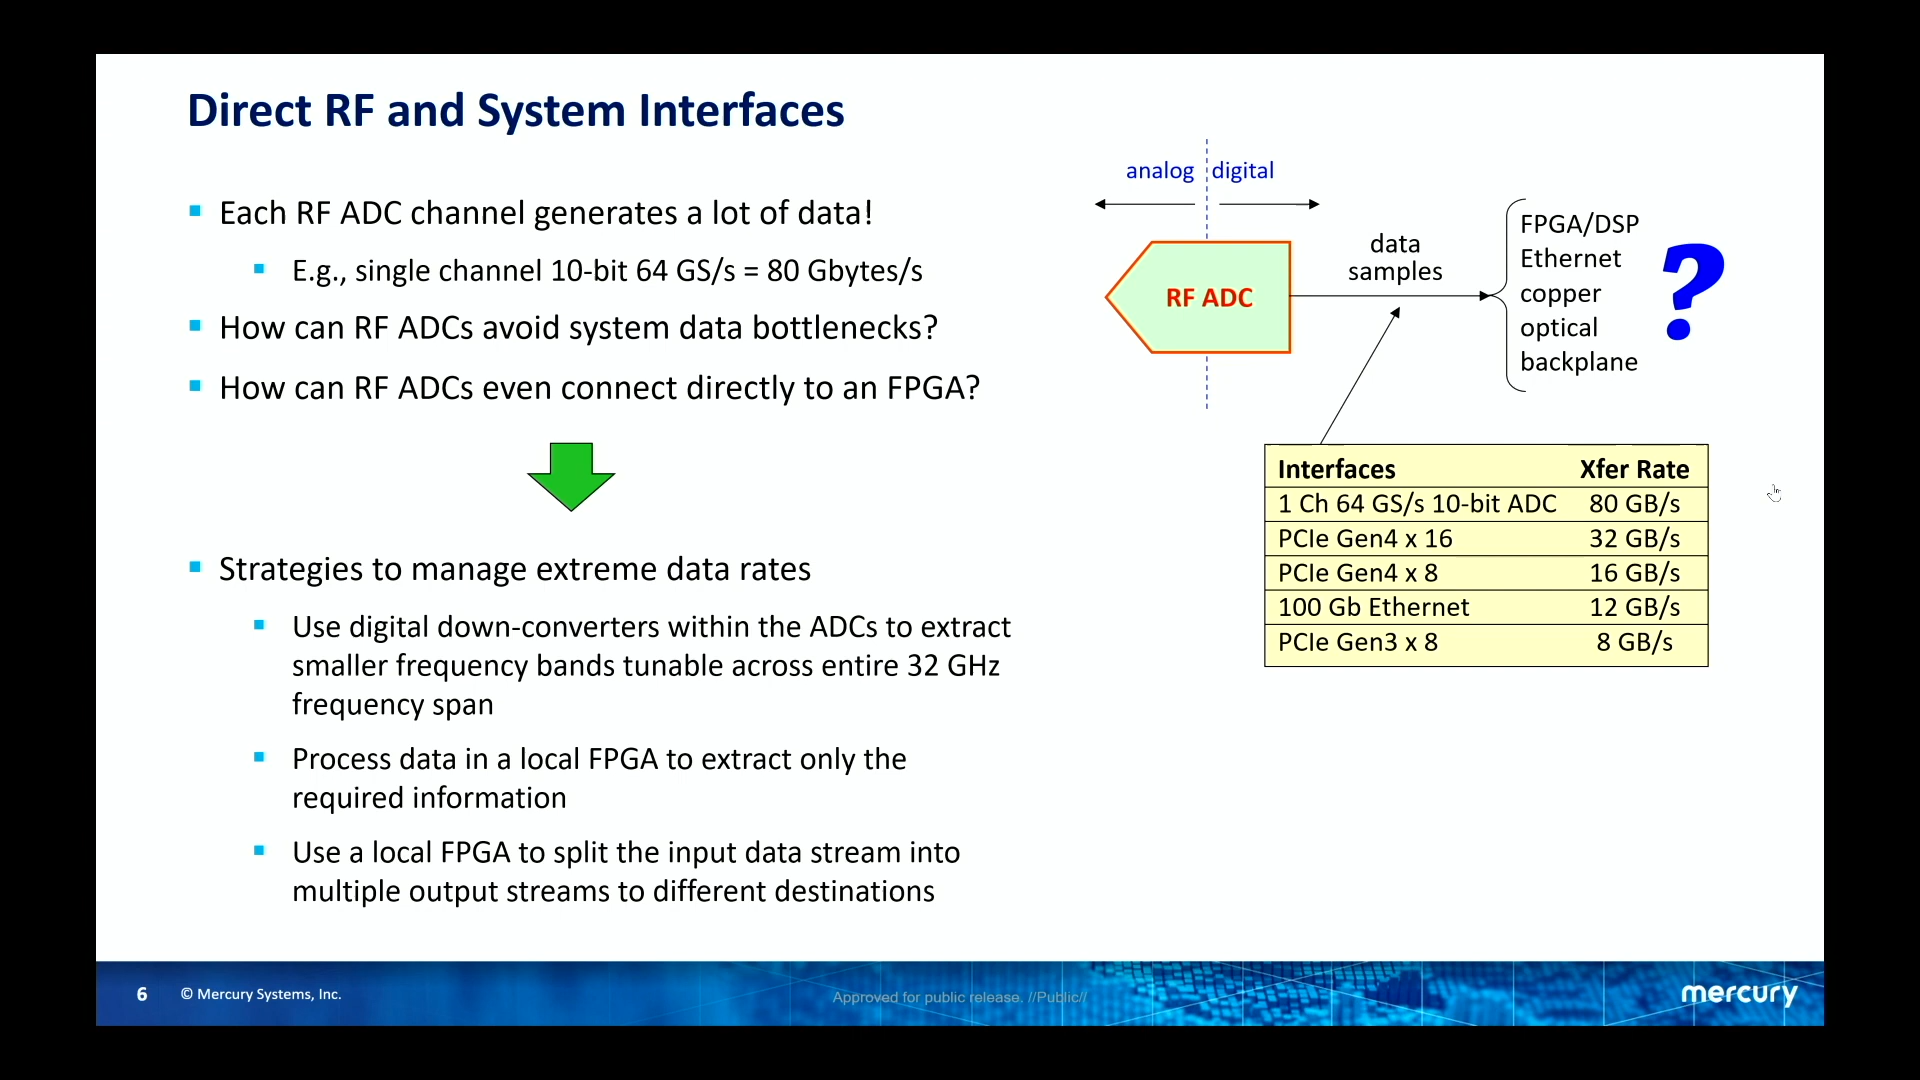 Direct RF and System Interfaces
Each RF ADC channel generates a lot of data!
E.g., single channel 10-bit 64 GS/s = 80 Gbytes/s
How can RF ADCs avoid system data bottlenecks?
How can RF ADCs even connect directly to an FPGA?
Strategies to manage extreme data rates
Use digital down-converters within the ADCs to extract
smaller frequency bands tunable across entire 32 GHz
frequency span
Process data in a local FPGA to extract only the
required information
Use a local FPGA to split the input data stream into
multiple output streams to different destinations
analog digital
RF ADC
data
samples
FPGA/DSP
Ethernet
copper
optical
backplane
?
Interfaces Xfer Rate
1 Ch 64 GS/s 10-bit ADC 80 GB/s
PCIe Gen4 x 16 32 GB/s
PCIe Gen4 x 8 16 GB/s
100 Gb Ethernet 12 GB/s
PCIe Gen3 x 8 8 GB/s
6 © Mercury Systems, Inc.
Approved for public release. //Public//
mercury